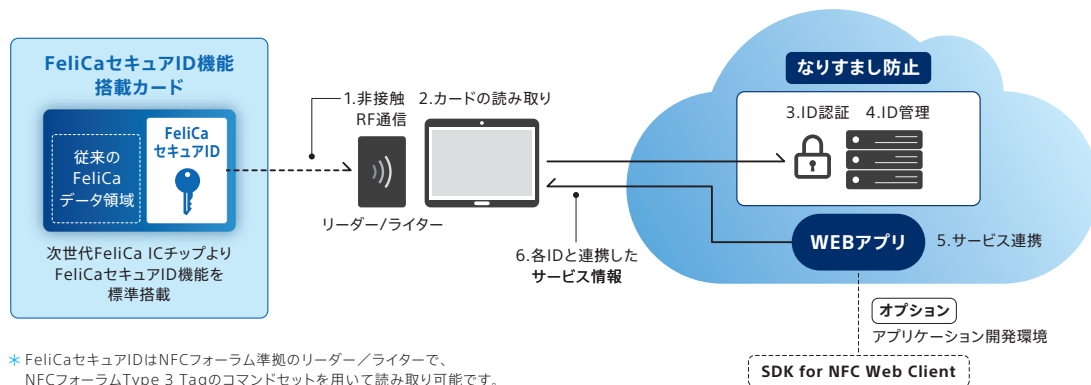 FeliCaセキュアID機能
搭載カード
従来の
FeliCa
データ領域
FeliCa
セキュアID
次世代FeliCa ICチップより
FeliCaセキュアID機能を
標準搭載
1.非接触
RF通信
2.カードの読み取り
リーダー/ライター
なりすまし防止
3.ID認証 4.ID管理
WEBアプリ
5.サービス連携
6.各IDと連携した
サービス情報
オプション
アプリケーション開発環境
SDK for NFC Web Client
＊ FeliCaセキュアIDはNFCフォーラム準拠のリーダー／ライターで、
NFCフォーラムType 3 Tagのコマンドセットを用いて読み取り可能です。